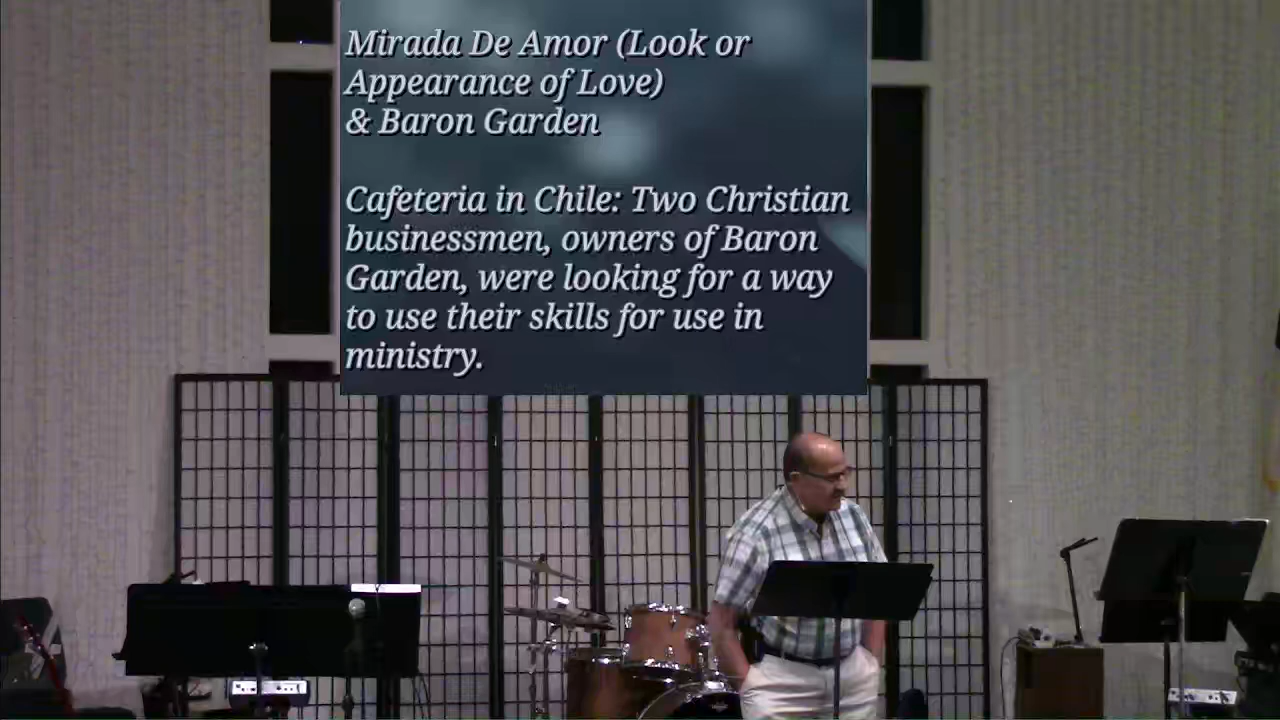 Mirada De Amor (Look or
Appearance of Love)
& Baron Garden
Cafeteria in Chile: Two Christian
businessmen, owners of Baron
Garden, were looking for a way
to use their skills for use in
ministry.